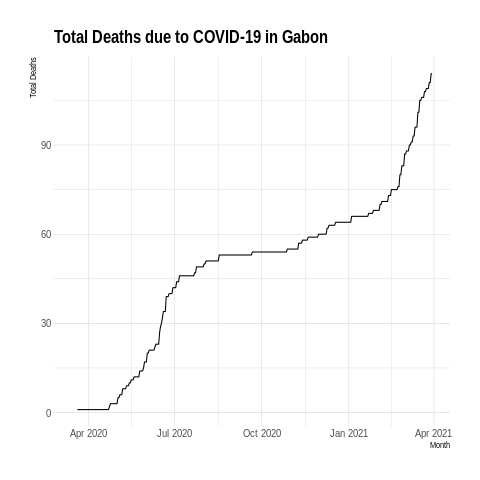 Total Deaths due to COVID-19 in Gabon
Total Deaths
90
60
30
0
Apr 2020
Jul 2020
Oct 2020
Jan 2021
Apr 2021
Month